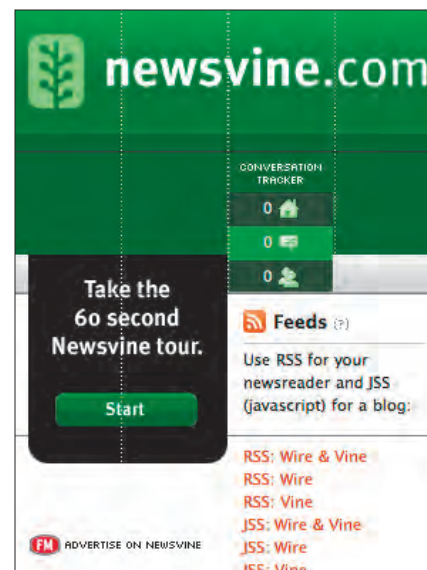 newsvine.com
CONVERSATION
TRACKER
0
0
0
Take the
60 second
Newsvine tour.
Start
Feeds (?)
Use RSS for your
newsreader and JSS
(javascript) for a blog:
RSS: Wire & Vine
RSS: Wire
RSS: Vine
JSS: Wire & Vine
JSS: Wire
JSS: Vine
FM ADVERTISE ON NEWSVINE